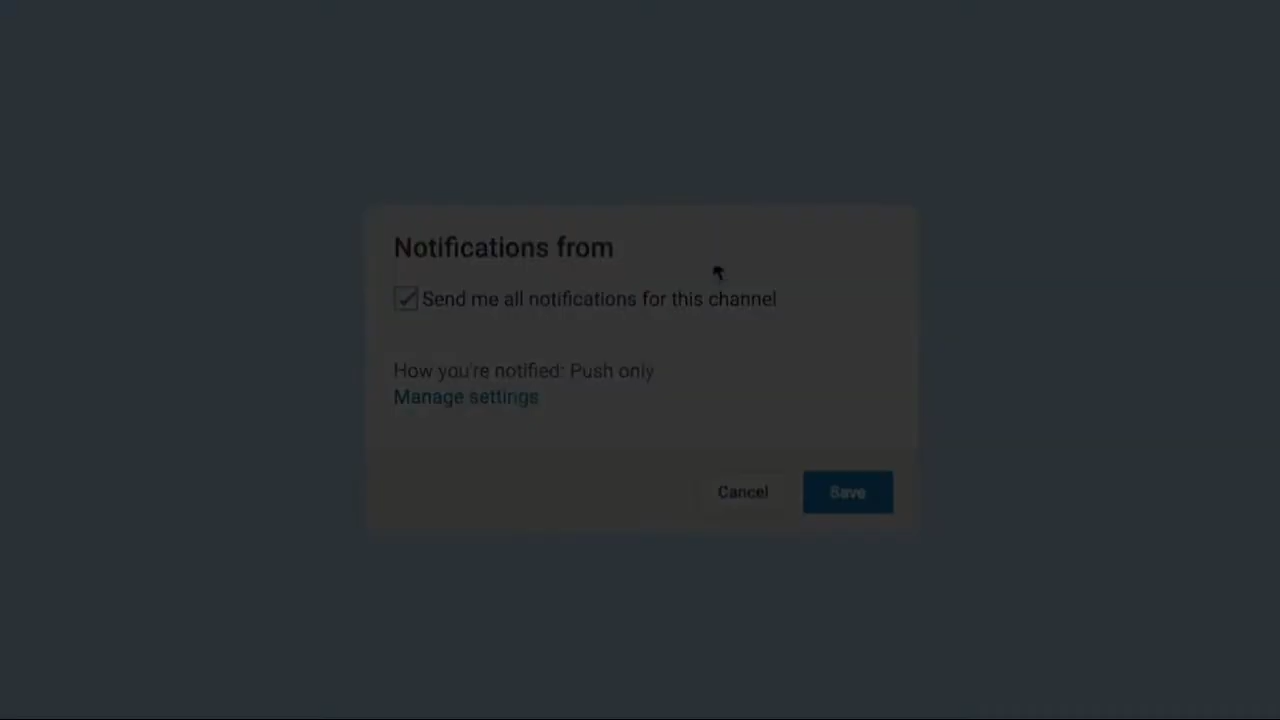 Notifications from
Send me all notifications for this channel
How you're notified: Push only
Manage settings
Cancel
Save